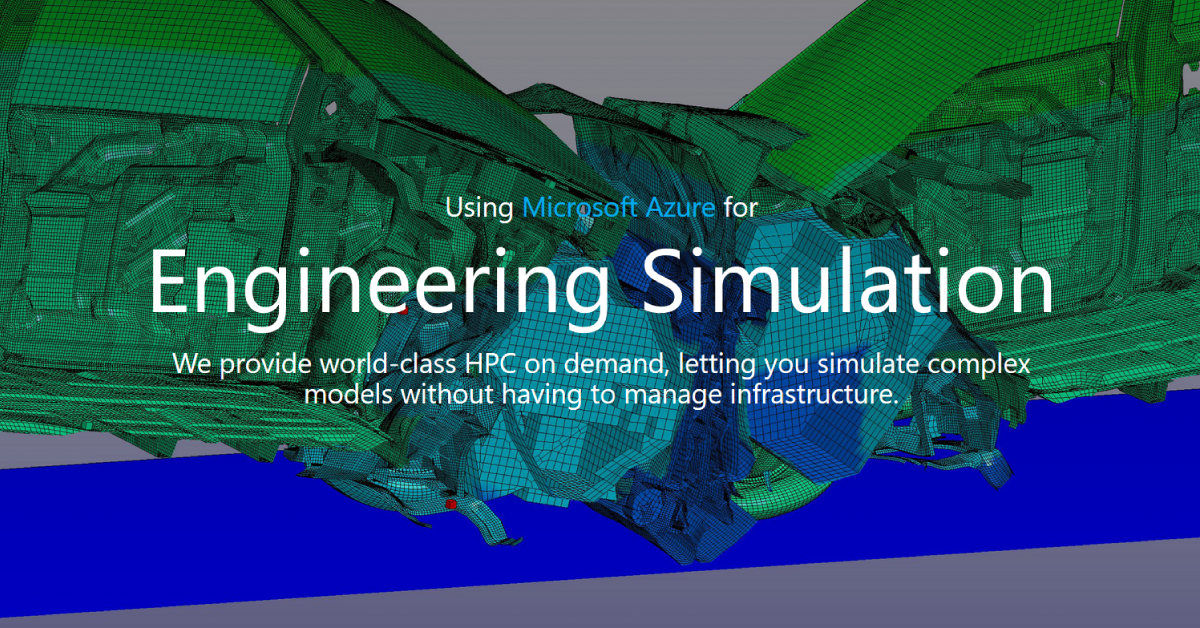 Using Microsoft Azure for
Engineering Simulation
We provide world-class HPC on demand, letting you simulate complex
models without having to manage infrastructure.